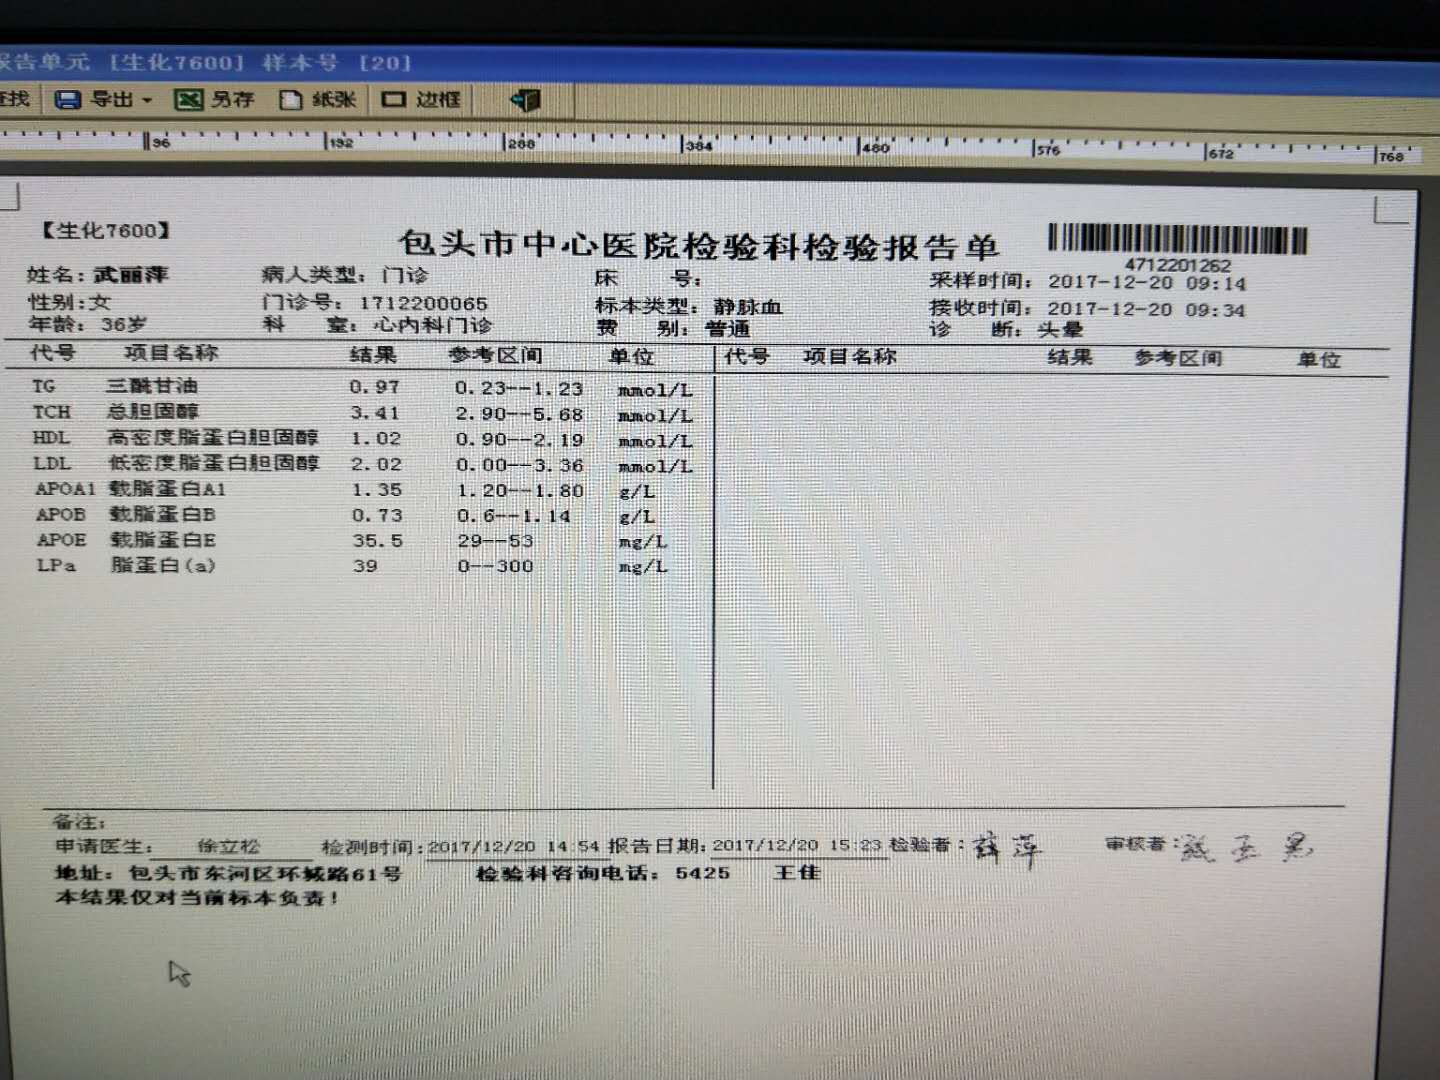 报告单元 [生化7600] 样本号 [20]
查找 导出 另存 纸张 边框
96 192 288 384 480 576 672 768
【生化7600】
包头市中心医院检验科检验报告单
4712201262
姓名: 武丽萍 病人类型: 门诊 床 号: 采样时间: 2017-12-20 09:14
性别:女 门诊号: 1712200065 标本类型: 静脉血 接收时间: 2017-12-20 09:34
年龄: 36岁 科 室: 心内科门诊 费 别: 普通 诊 断: 头晕
代号 项目名称 结果 参考区间 单位 代号 项目名称 结果 参考区间 单位
TG 三酰甘油 0.97 0.23--1.23 mmol/L
TCH 总胆固醇 3.41 2.90--5.68 mmol/L
HDL 高密度脂蛋白胆固醇 1.02 0.90--2.19 mmol/L
LDL 低密度脂蛋白胆固醇 2.02 0.00--3.36 mmol/L
APOA1 载脂蛋白A1 1.35 1.20--1.80 g/L
APOB 载脂蛋白B 0.73 0.6--1.14 g/L
APOE 载脂蛋白E 35.5 29--53 mg/L
LPa 脂蛋白(a) 39 0--300 mg/L
备注:
申请医生: 徐立松 检测时间:2017/12/20 14:54 报告日期:2017/12/20 15:23 检验者: 审核者:
地址: 包头市东河区环城路61号 检验科咨询电话: 5425 王佳
本结果仅对当前标本负责!